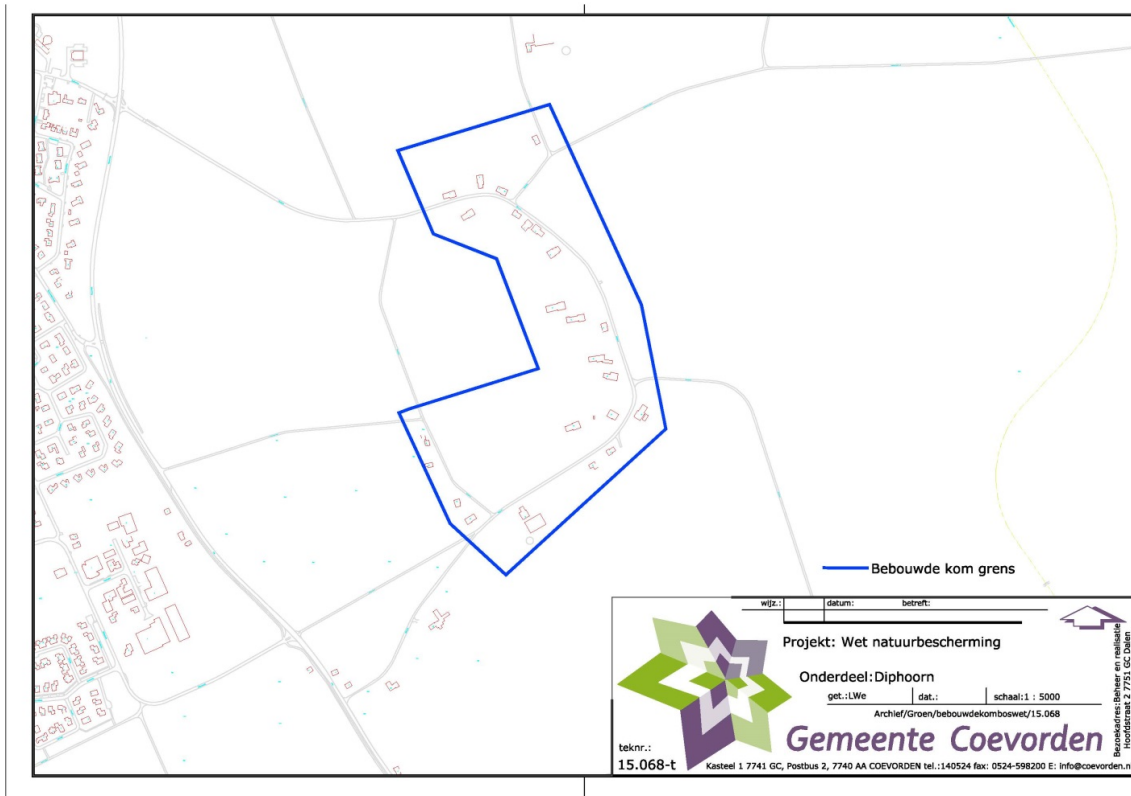 Bebouwde kom grens
wijz.: datum: betreft:
Projekt: Wet natuurbescherming
Onderdeel:Diphoorn
get.:LWe dat.: schaal:1 : 5000
Archief/Groen/bebouwdekomboswet/15.068
Gemeente Coevorden
teknr.:
15.068-t
Kasteel 1 7741 GC, Postbus 2, 7740 AA COEVORDEN tel.:140524 fax: 0524-598200 E: info@coevorden.n
Bezoekadres:Beheer en realisatie
Hoofdstraat 2 7751 GC Dalen